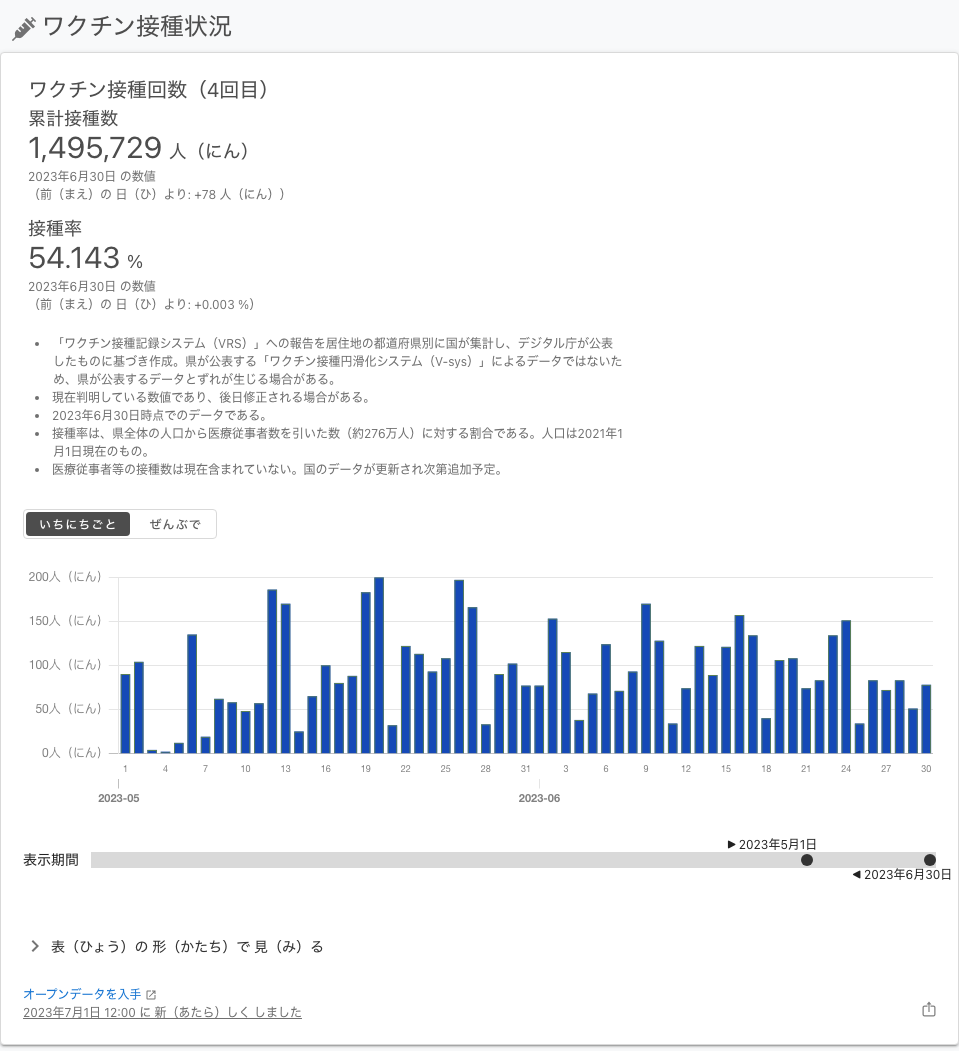 ワクチン接種状況
ワクチン接種回数（4回目）
累計接種数
1,495,729 人（にん）
2023年6月30日 の数値
（前（まえ）の 日（ひ）より: +78 人（にん））
接種率
54.143 %
2023年6月30日 の数値
（前（まえ）の 日（ひ）より: +0.003 %）
• 「ワクチン接種記録システム（VRS）」への報告を居住地の都道府県別に国が集計し、デジタル庁が公表
したものに基づき作成。県が公表する「ワクチン接種円滑化システム（V-sys）」によるデータではないた
め、県が公表するデータとずれが生じる場合がある。
• 現在判明している数値であり、後日修正される場合がある。
• 2023年6月30日時点でのデータである。
• 接種率は、県全体の人口から医療従事者数を引いた数（約276万人）に対する割合である。人口は2021年1
月1日現在のもの。
• 医療従事者等の接種数は現在含まれていない。国のデータが更新され次第追加予定。
いちにちごと ぜんぶで
200人（にん）
150人（にん）
100人（にん）
50人（にん）
0人（にん）
1 4 7 10 13 16 19 22 25 28 31 3 6 9 12 15 18 21 24 27 30
2023-05 2023-06
▶ 2023年5月1日
表示期間
◀ 2023年6月30日
表（ひょう）の 形（かたち）で 見（み）る
オープンデータを入手
2023年7月1日 12:00 に 新（あたら）しく しました